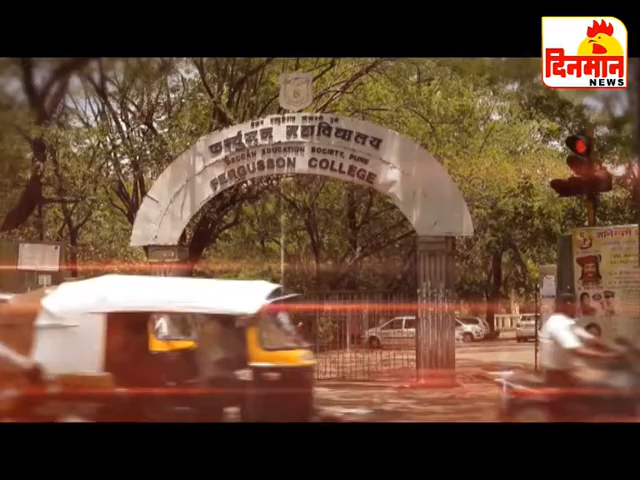 दिनमान
NEWS
फर्ग्युसन महाविद्यालय
DECCAN EDUCATION SOCIETY, PUNE
FERGUSSON COLLEGE